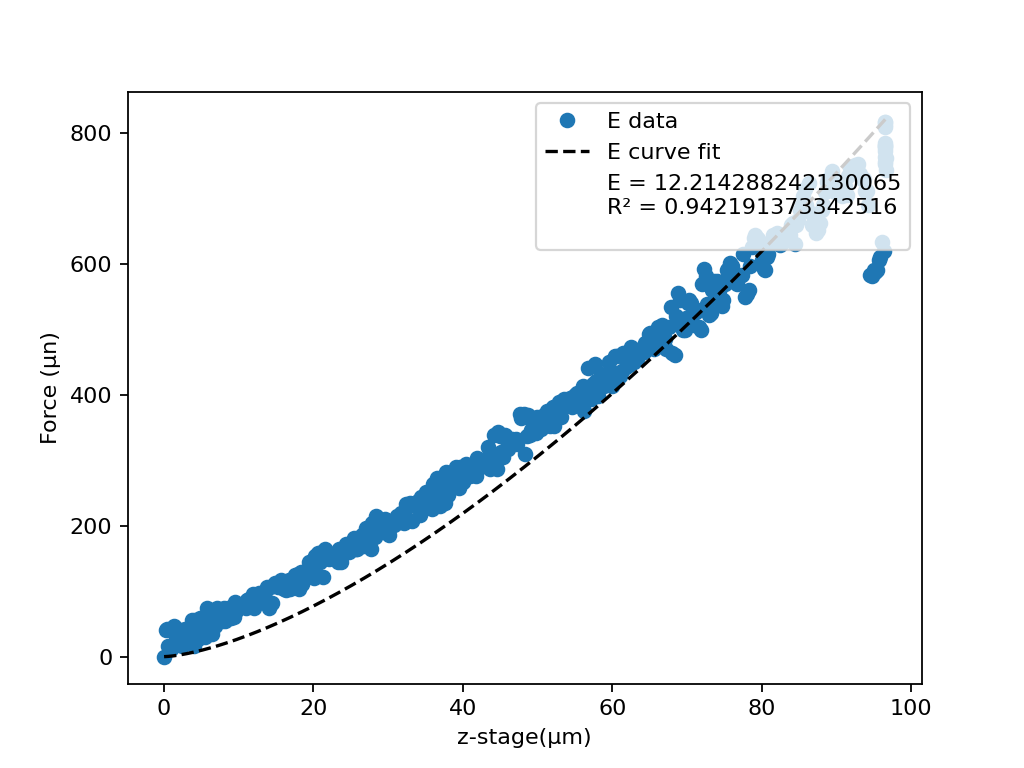 E data
E curve fit
E = 12.214288242130065
R² = 0.942191373342516
800
600
400
200
0
Force (μn)
0 20 40 60 80 100
z-stage(μm)